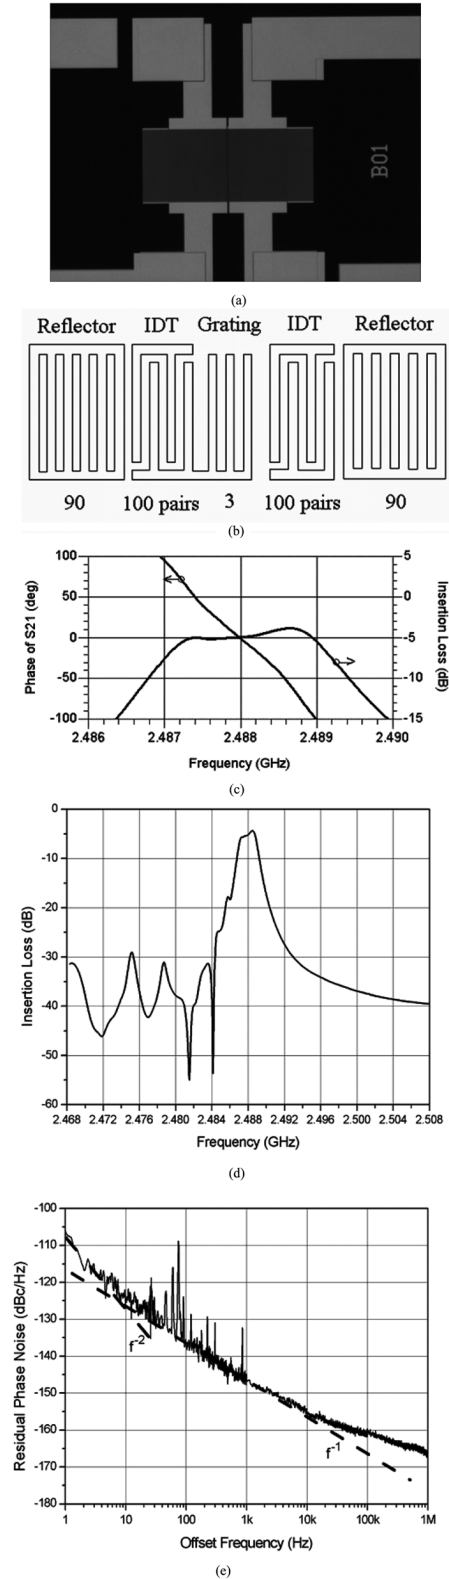 B01
(a)
Reflector IDT Grating IDT Reflector
90 100 pairs 3 100 pairs 90
(b)
Phase of S21 (deg)
100
50
0
-50
-100
5
0
-5
-10
-15
Insertion Loss (dB)
2.486 2.487 2.488 2.489 2.490
Frequency (GHz)
(c)
Insertion Loss (dB)
0
-10
-20
-30
-40
-50
-60
2.468 2.472 2.476 2.480 2.484 2.488 2.492 2.496 2.500 2.504 2.508
Frequency (GHz)
(d)
Residual Phase Noise (dBc/Hz)
-100
-110
-120
-130
-140
-150
-160
-170
-180
f-2
f-1
1 10 100 1k 10k 100k 1M
Offset Frequency (Hz)
(e)